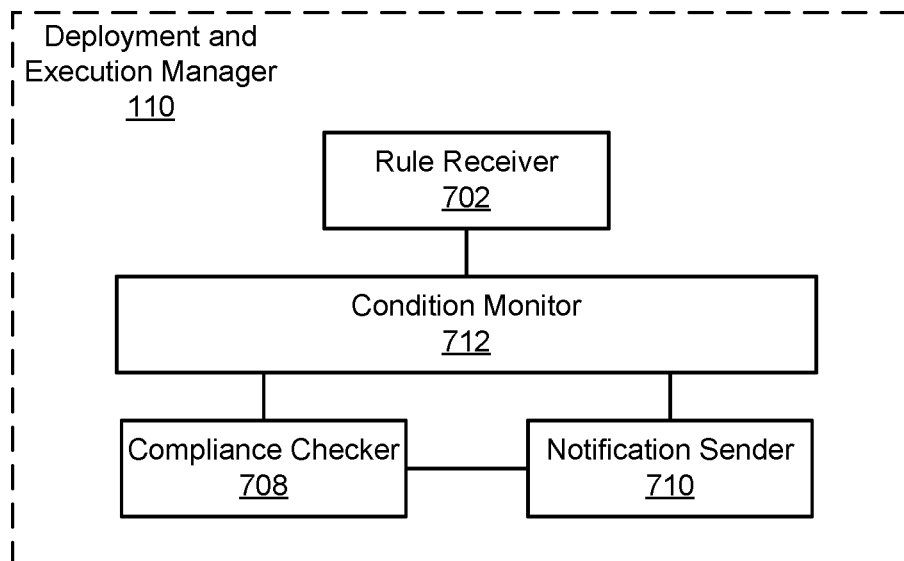 Deployment and
Execution Manager
110
Rule Receiver
702
Condition Monitor
712
Compliance Checker
708
Notification Sender
710